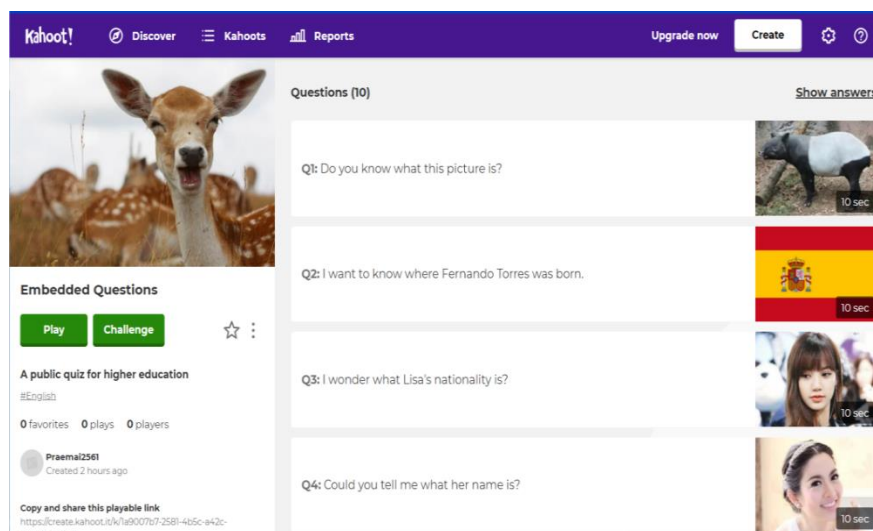 Kahoot! Discover Kahoots Reports Upgrade now Create
Questions (10) Show answers
Q1: Do you know what this picture is?
10 sec
Q2: I want to know where Fernando Torres was born.
10 sec
Embedded Questions
Play Challenge
Q3: I wonder what Lisa's nationality is?
10 sec
A public quiz for higher education
#English
0 favorites 0 plays 0 players
Praemai2561
Created 2 hours ago
Q4: Could you tell me what her name is?
10 sec
Copy and share this playable link
https://create.kahoot.it/k/1a9007b7-2581-4b5c-a42c-